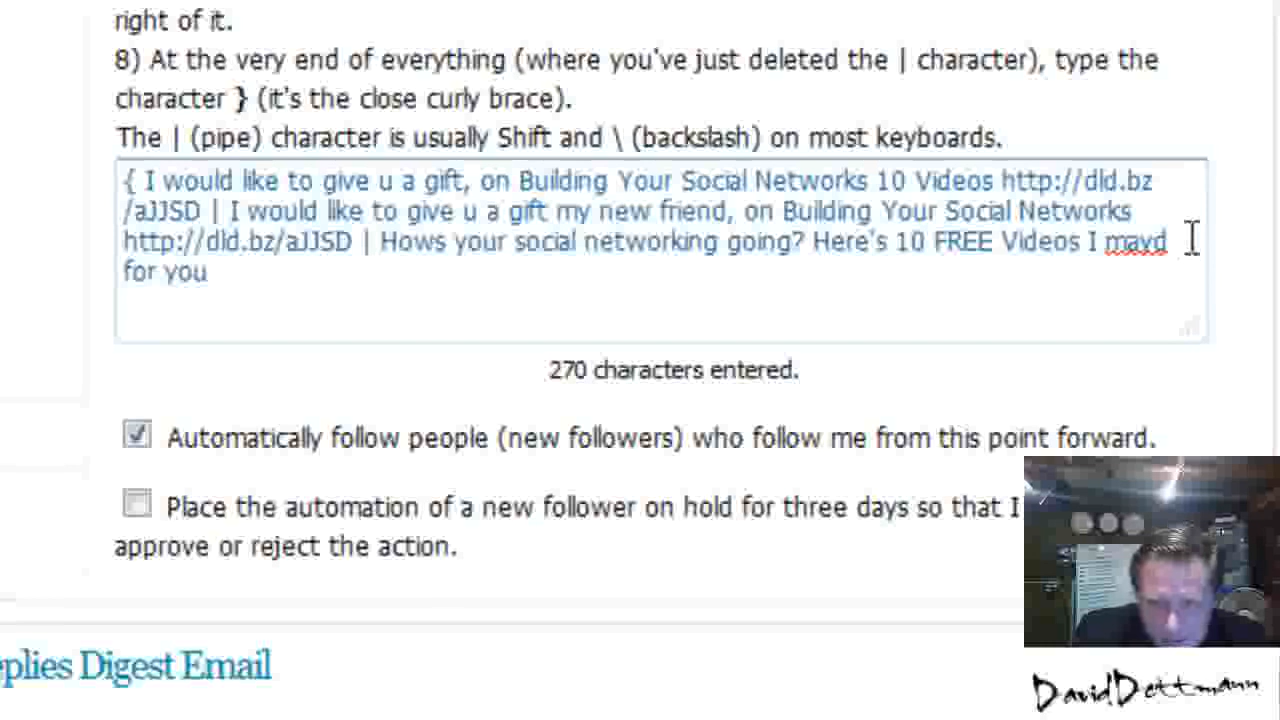 right of it.
8) At the very end of everything (where you've just deleted the | character), type the
character } (it's the close curly brace).
The | (pipe) character is usually Shift and \ (backslash) on most keyboards.
{ I would like to give u a gift, on Building Your Social Networks 10 Videos http://dld.bz
/aJJSD | I would like to give u a gift my new friend, on Building Your Social Networks
http://dld.bz/aJJSD | Hows your social networking going? Here's 10 FREE Videos I mayd
for you
270 characters entered.
Automatically follow people (new followers) who follow me from this point forward.
Place the automation of a new follower on hold for three days so that I
approve or reject the action.
eplies Digest Email
DavidDettmann